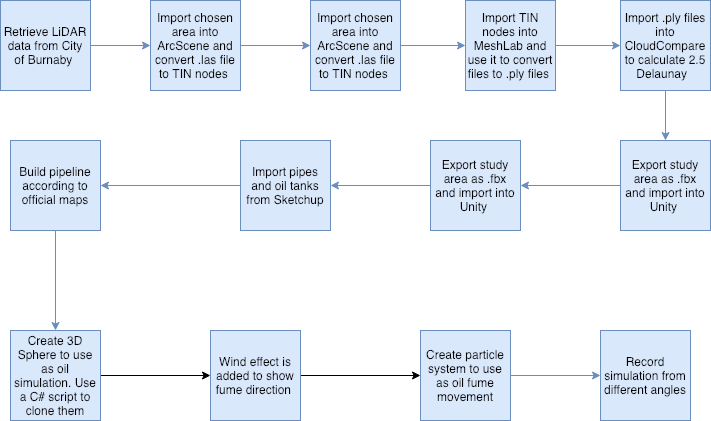 Retrieve LiDAR
data from City
of Burnaby
Import chosen
area into
ArcScene and
convert .las file
to TIN nodes
Import chosen
area into
ArcScene and
convert .las file
to TIN nodes
Import TIN
nodes into
MeshLab and
use it to convert
files to .ply files
Import .ply files
into
CloudCompare
to calculate 2.5
Delaunay
Export study
area as .fbx
and import into
Unity
Export study
area as .fbx
and import into
Unity
Import pipes
and oil tanks
from Sketchup
Build pipeline
according to
official maps
Create 3D
Sphere to use
as oil
simulation. Use
a C# script to
clone them
Wind effect is
added to show
fume direction
Create particle
system to use
as oil fume
movement
Record
simulation from
different angles